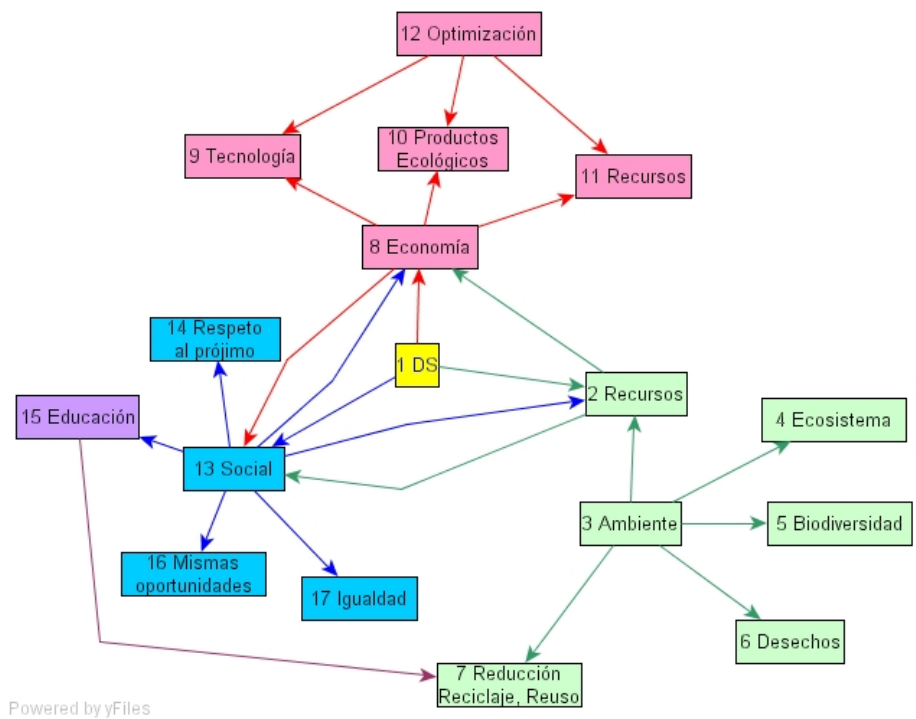 12 Optimización
10 Productos
Ecológicos
9 Tecnología
11 Recursos
8 Economía
14 Respeto
al prójimo
1 DS
2 Recursos
15 Educación
4 Ecosistema
13 Social
3 Ambiente
5 Biodiversidad
16 Mismas
oportunidades
17 Igualdad
6 Desechos
7 Reducción
Reciclaje, Reuso
Powered by yFiles